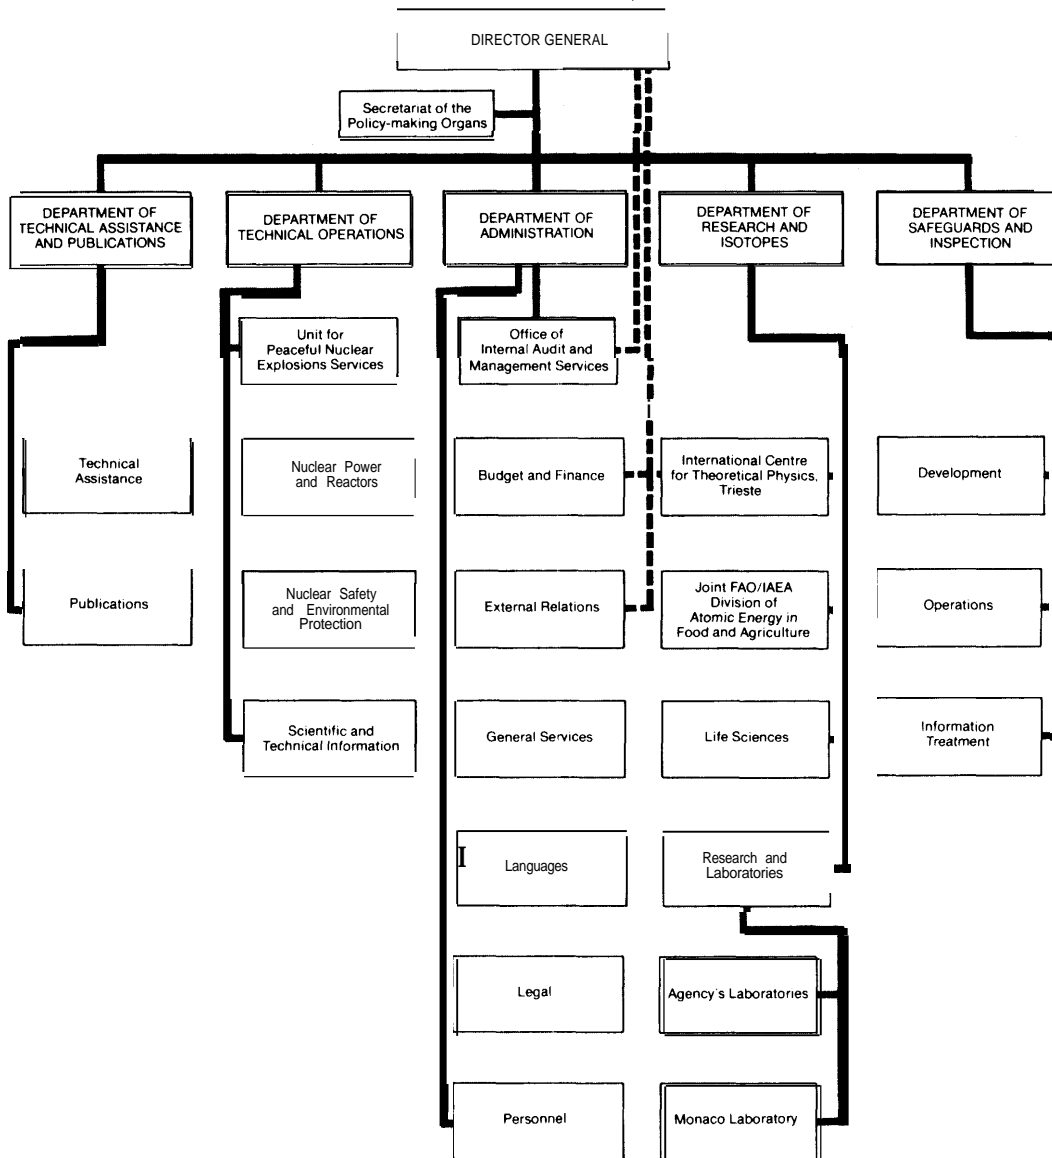 DIRECTOR GENERAL
Secretariat of the
Policy-making Organs
DEPARTMENT OF
TECHNICAL ASSISTANCE
AND PUBLICATIONS
DEPARTMENT OF
TECHNICAL OPERATIONS
DEPARTMENT OF
ADMINISTRATION
DEPARTMENT OF
RESEARCH AND
ISOTOPES
DEPARTMENT OF
SAFEGUARDS AND
INSPECTION
Unit for
Peaceful Nuclear
Explosions Services
Office of
Internal Audit and
Management Services
Technical
Assistance
Nuclear Power
and Reactors
Budget and Finance
International Centre
for Theoretical Physics,
Trieste
Development
Publications
Nuclear Safety
and Environmental
Protection
External Relations
Joint FAO/IAEA
Division of
Atomic Energy in
Food and Agriculture
Operations
Scientific and
Technical Information
General Services
Life Sciences
Information
Treatment
Languages
Research and
Laboratories
Legal
Agency's Laboratories
Personnel
Monaco Laboratory